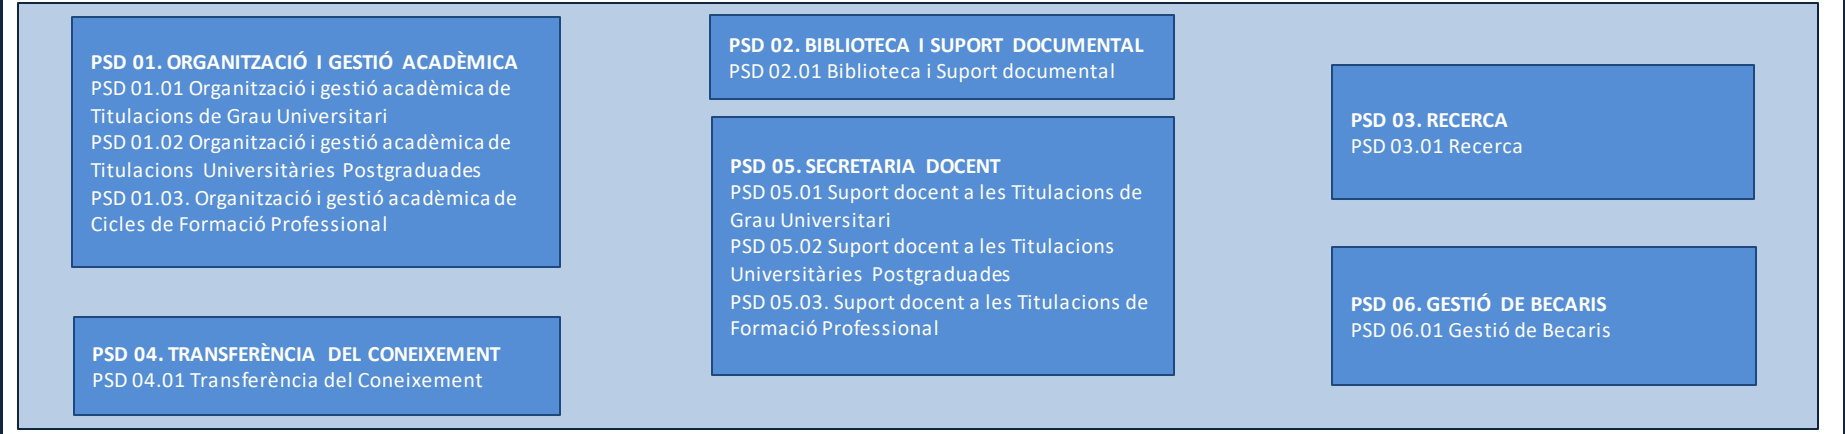 PSD 01. ORGANITZACIÓ I GESTIÓ ACADÈMICA
PSD 01.01 Organització i gestió acadèmica de
Titulacions de Grau Universitari
PSD 01.02 Organització i gestió acadèmica de
Titulacions Universitàries Postgraduades
PSD 01.03. Organització i gestió acadèmica de
Cicles de Formació Professional
PSD 02. BIBLIOTECA I SUPORT DOCUMENTAL
PSD 02.01 Biblioteca i Suport documental
PSD 03. RECERCA
PSD 03.01 Recerca
PSD 04. TRANSFERÈNCIA DEL CONEIXEMENT
PSD 04.01 Transferència del Coneixement
PSD 05. SECRETARIA DOCENT
PSD 05.01 Suport docent a les Titulacions de
Grau Universitari
PSD 05.02 Suport docent a les Titulacions
Universitàries Postgraduades
PSD 05.03. Suport docent a les Titulacions de
Formació Professional
PSD 06. GESTIÓ DE BECARIS
PSD 06.01 Gestió de Becaris